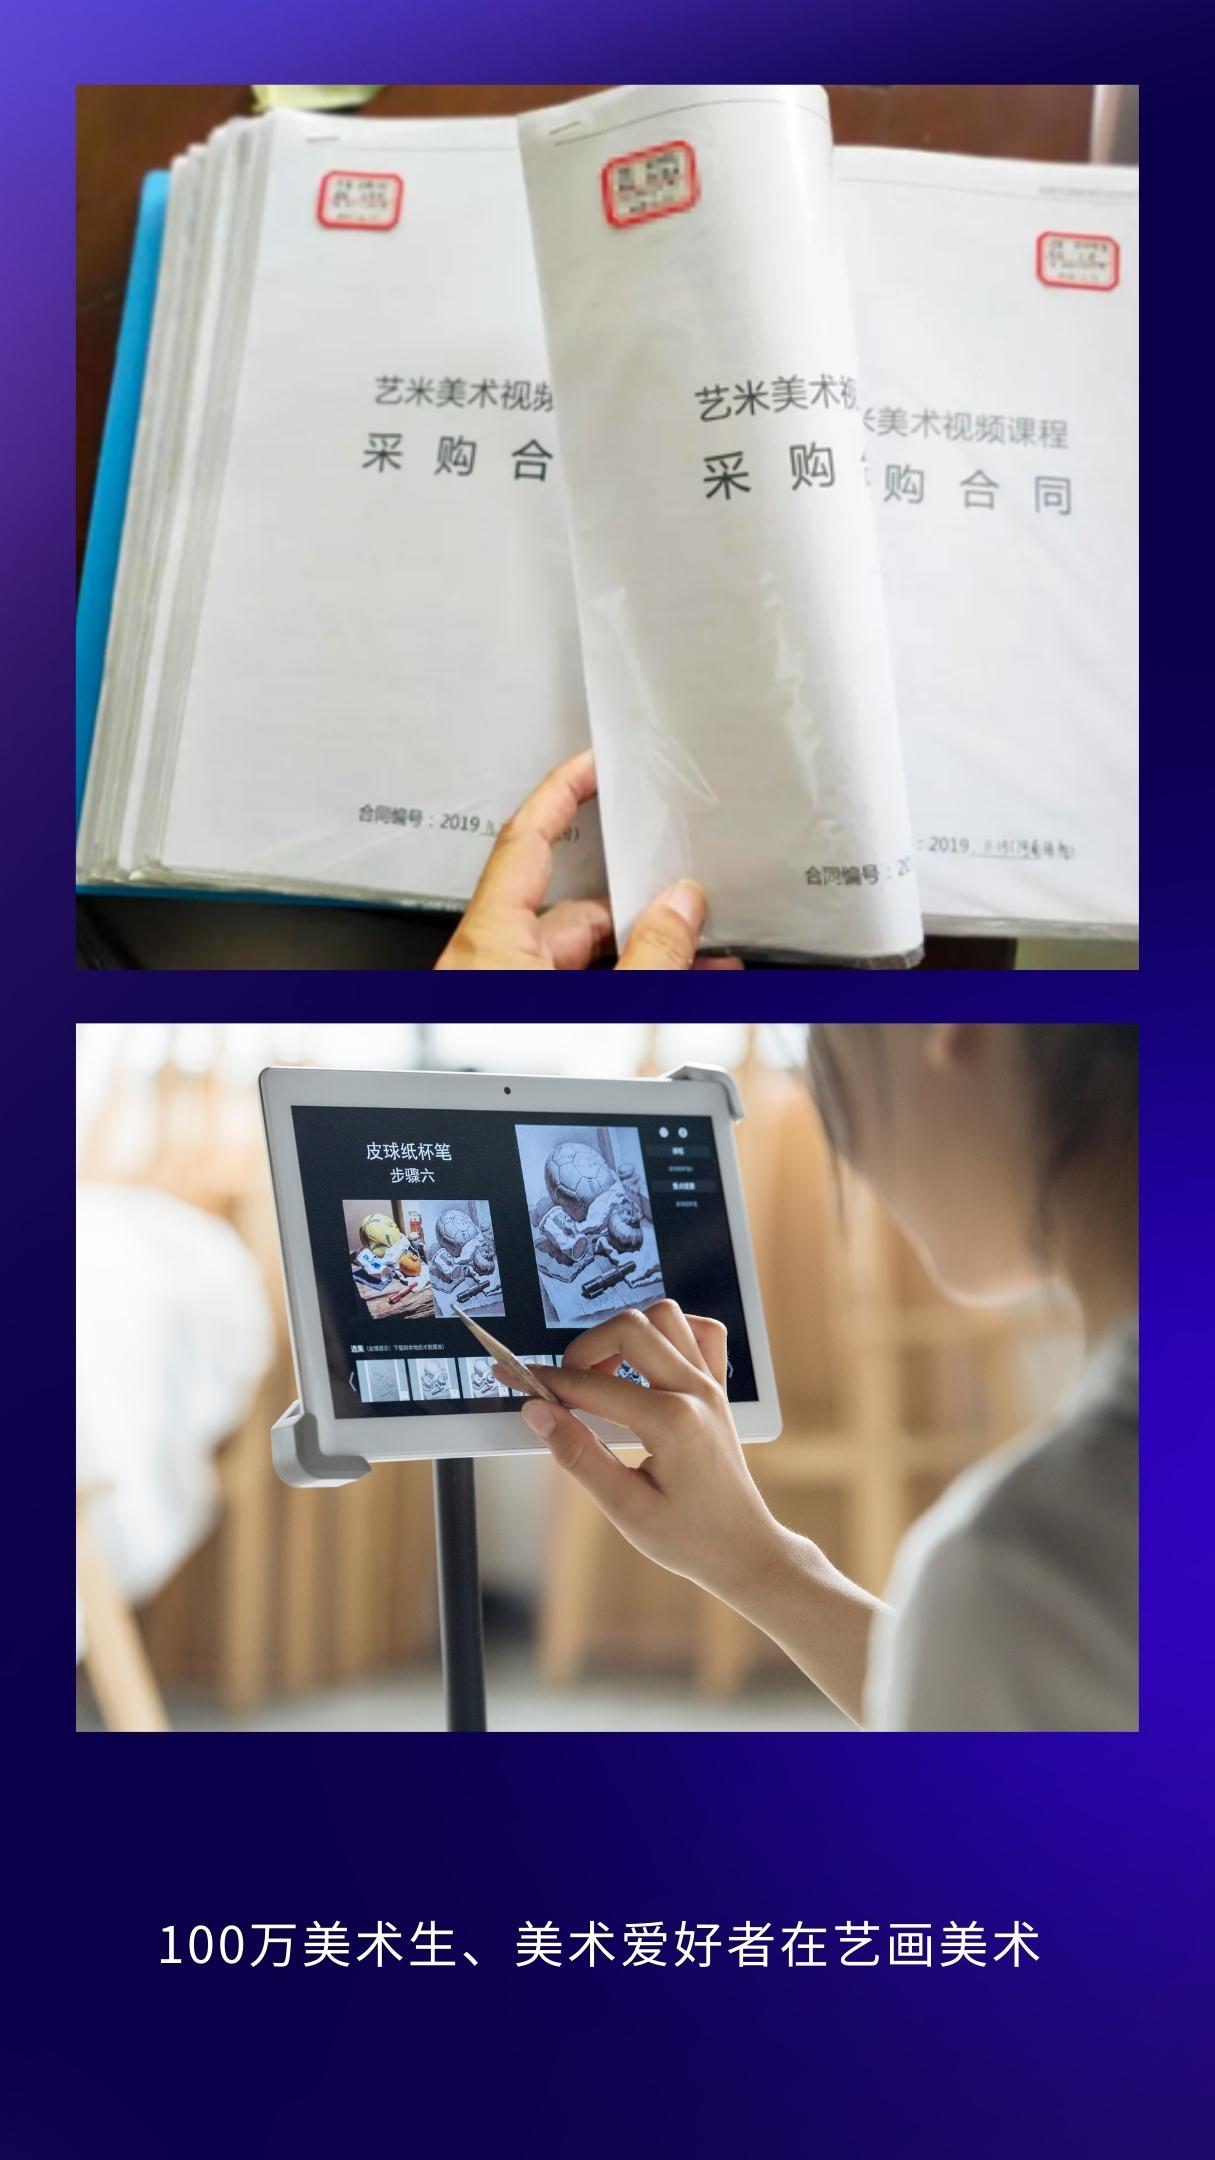 艺米美术视频
采购合
合同编号：2019
艺米美术视
采购
合同编号：20
米美术视频课程
购合同
：2019
皮球纸杯笔
步骤六
选集
100万美术生、美术爱好者在艺画美术